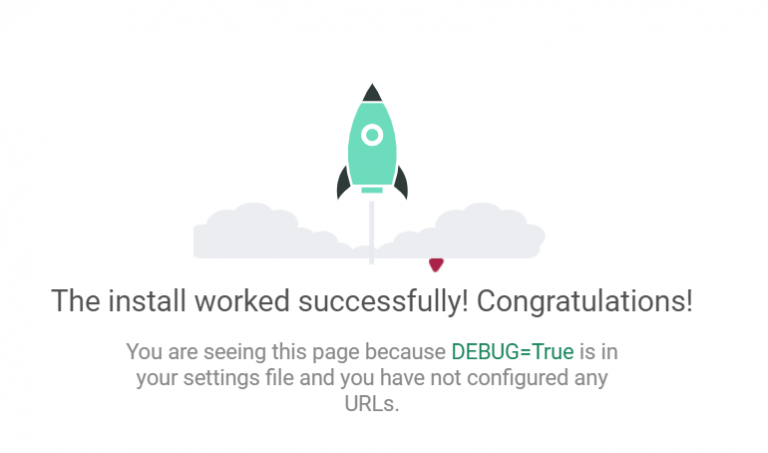 The install worked successfully! Congratulations!
You are seeing this page because DEBUG=True is in
your settings file and you have not configured any
URLs.